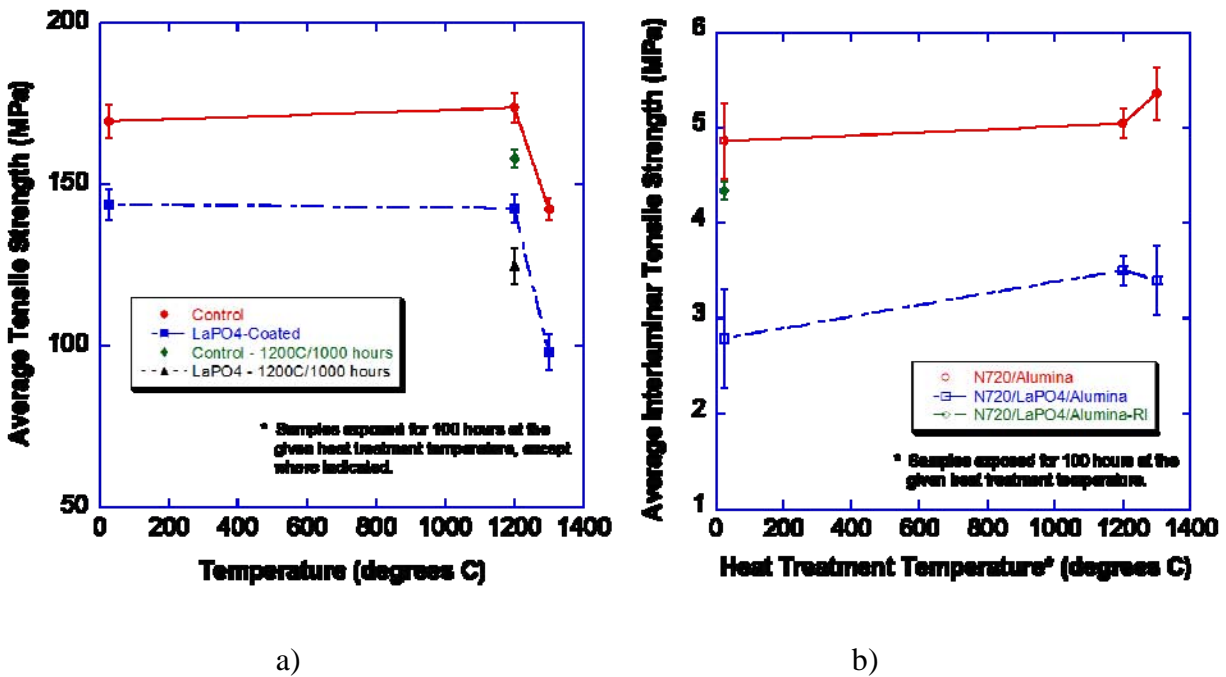 200
150
100
50
0 200 400 600 800 1000 1200 1400
Average Tensile Strength (MPa)
Temperature (degrees C)
Control
LaPO4-Coated
Control - 1200C/1000 hours
LaPO4 - 1200C/1000 hours
* Samples exposed for 100 hours at the
given heat treatment temperature, except
where indicated.
a)
6
5
4
3
2
1
0 200 400 600 800 1000 1200 1400
Average Interlaminar Tensile Strength (MPa)
Heat Treatment Temperature* (degrees C)
N720/Alumina
N720/LaPO4/Alumina
N720/LaPO4/Alumina-RI
* Samples exposed for 100 hours at the
given heat treatment temperature.
b)